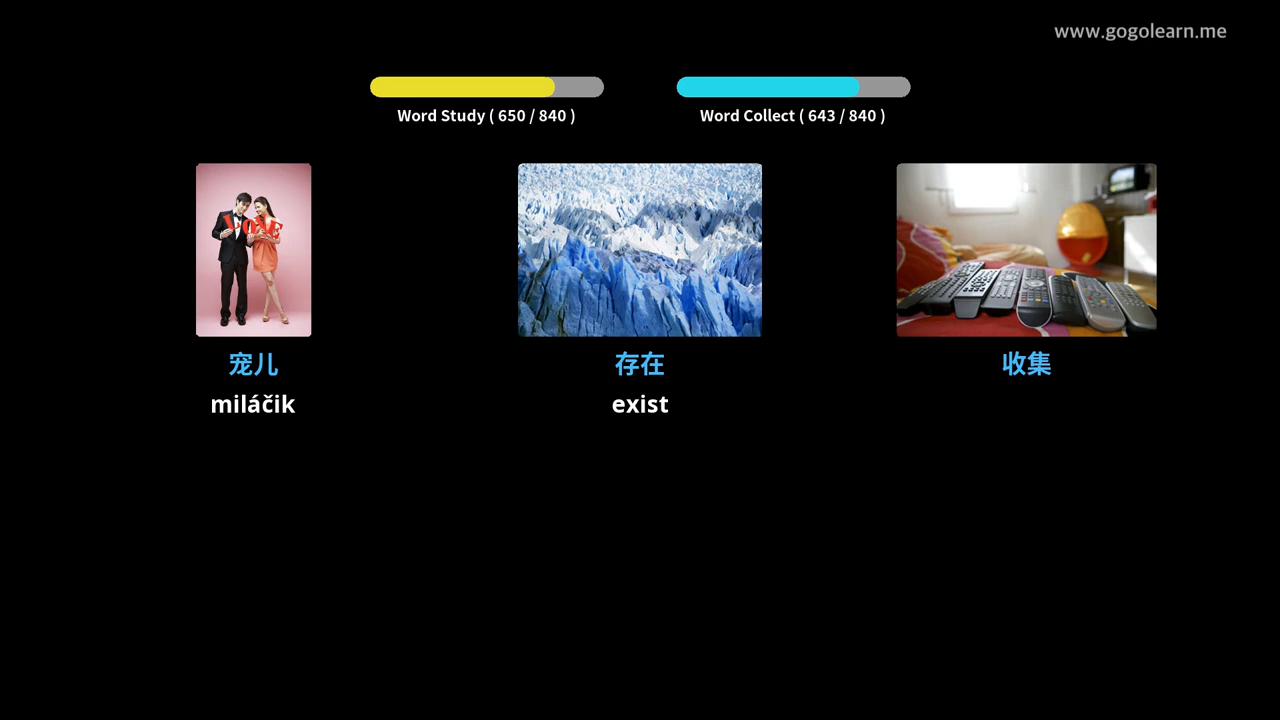 www.gogolearn.me
Word Study ( 650 / 840 )
Word Collect ( 643 / 840 )
LOVE
宠儿
存在
收集
miláčik
exist